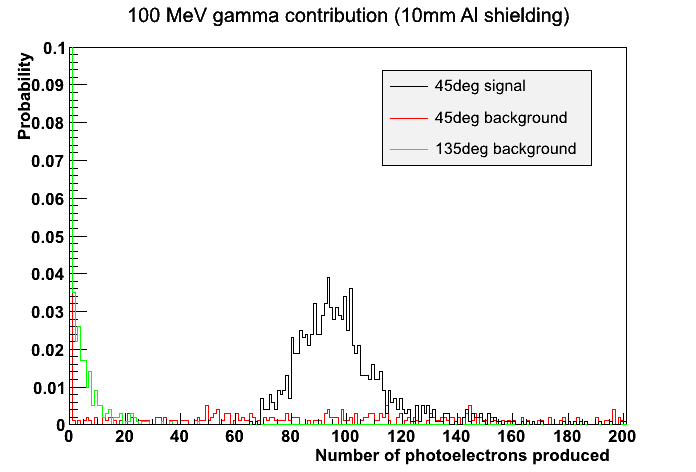 100 MeV gamma contribution (10mm Al shielding)
Probability
0.1
0.09
0.08
0.07
0.06
0.05
0.04
0.03
0.02
0.01
0
45deg signal
45deg background
135deg background
0 20 40 60 80 100 120 140 160 180 200
Number of photoelectrons produced